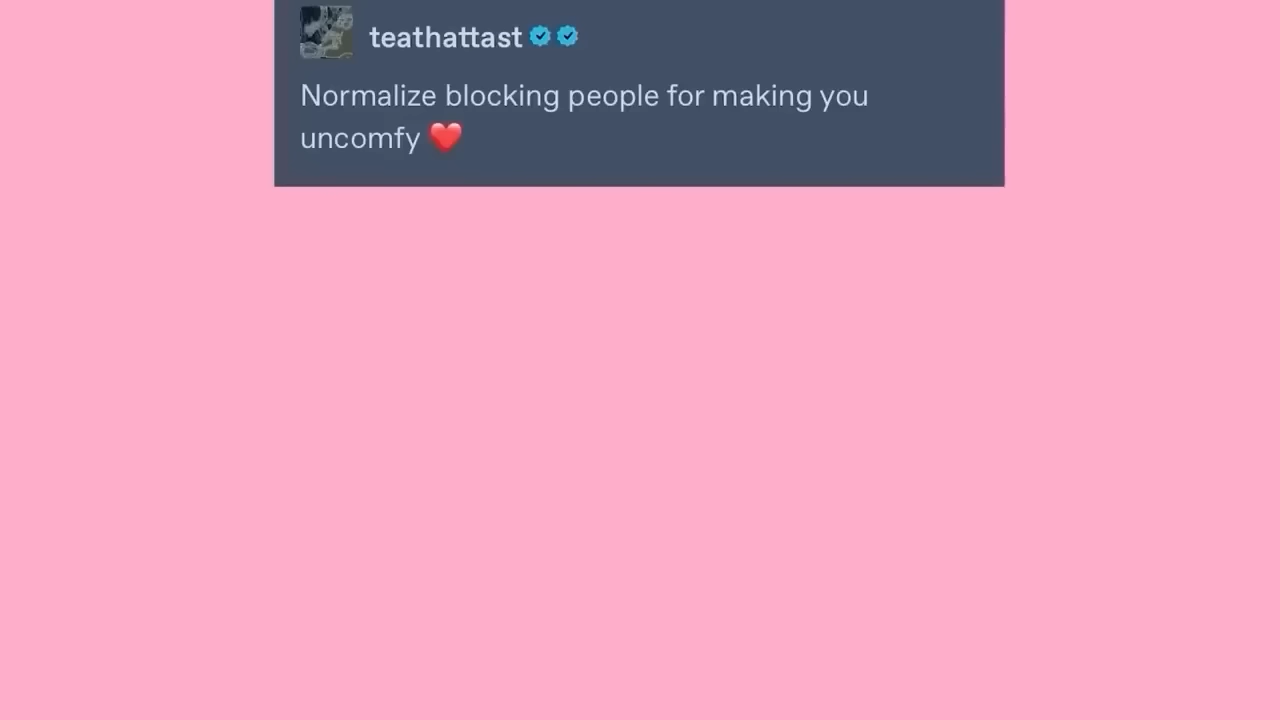 teathattast
Normalize blocking people for making you
uncomfy ❤️